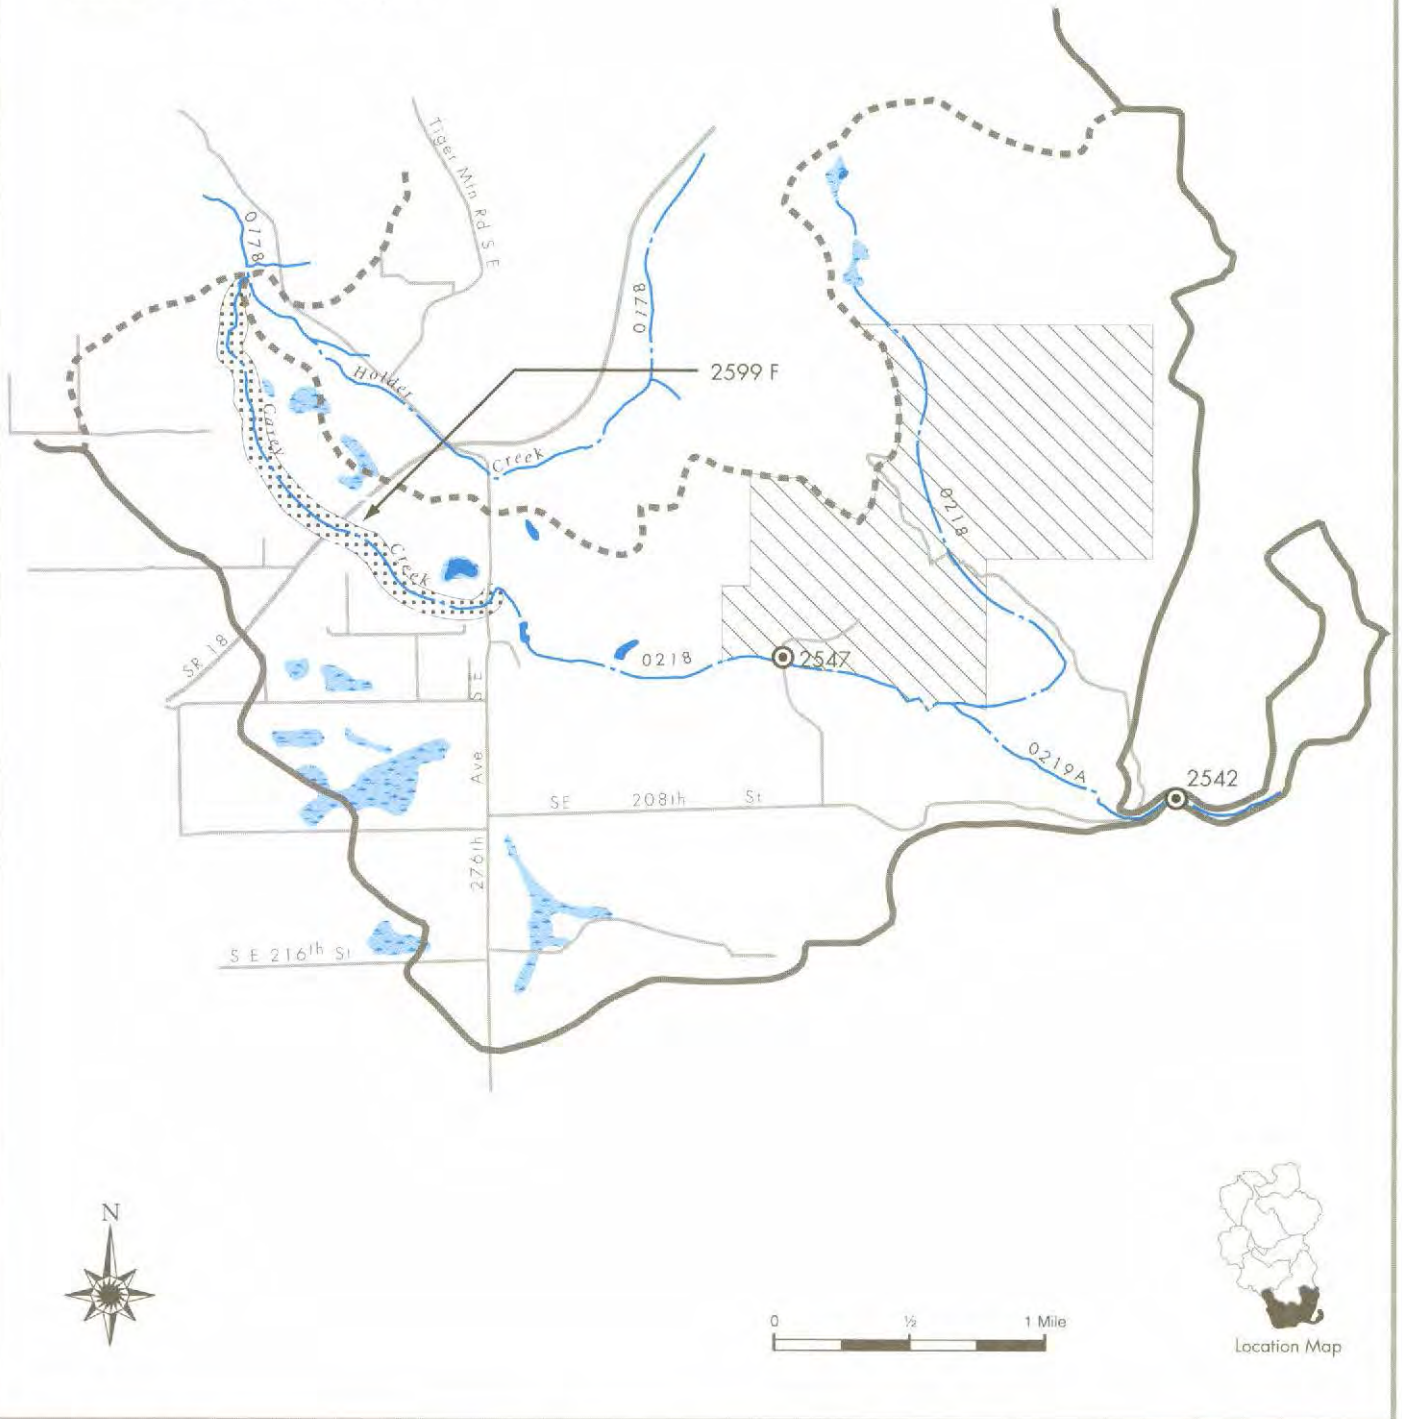 Tiger Mtn Rd S E
0178
0178
2599 F
Holder
Creek
Carey
Creek
0218
SR 18
0218
2547
S E
276th Ave
0219A
2542
SE 208th St
S E 216th St
N
0 ½ 1 Mile
Location Map